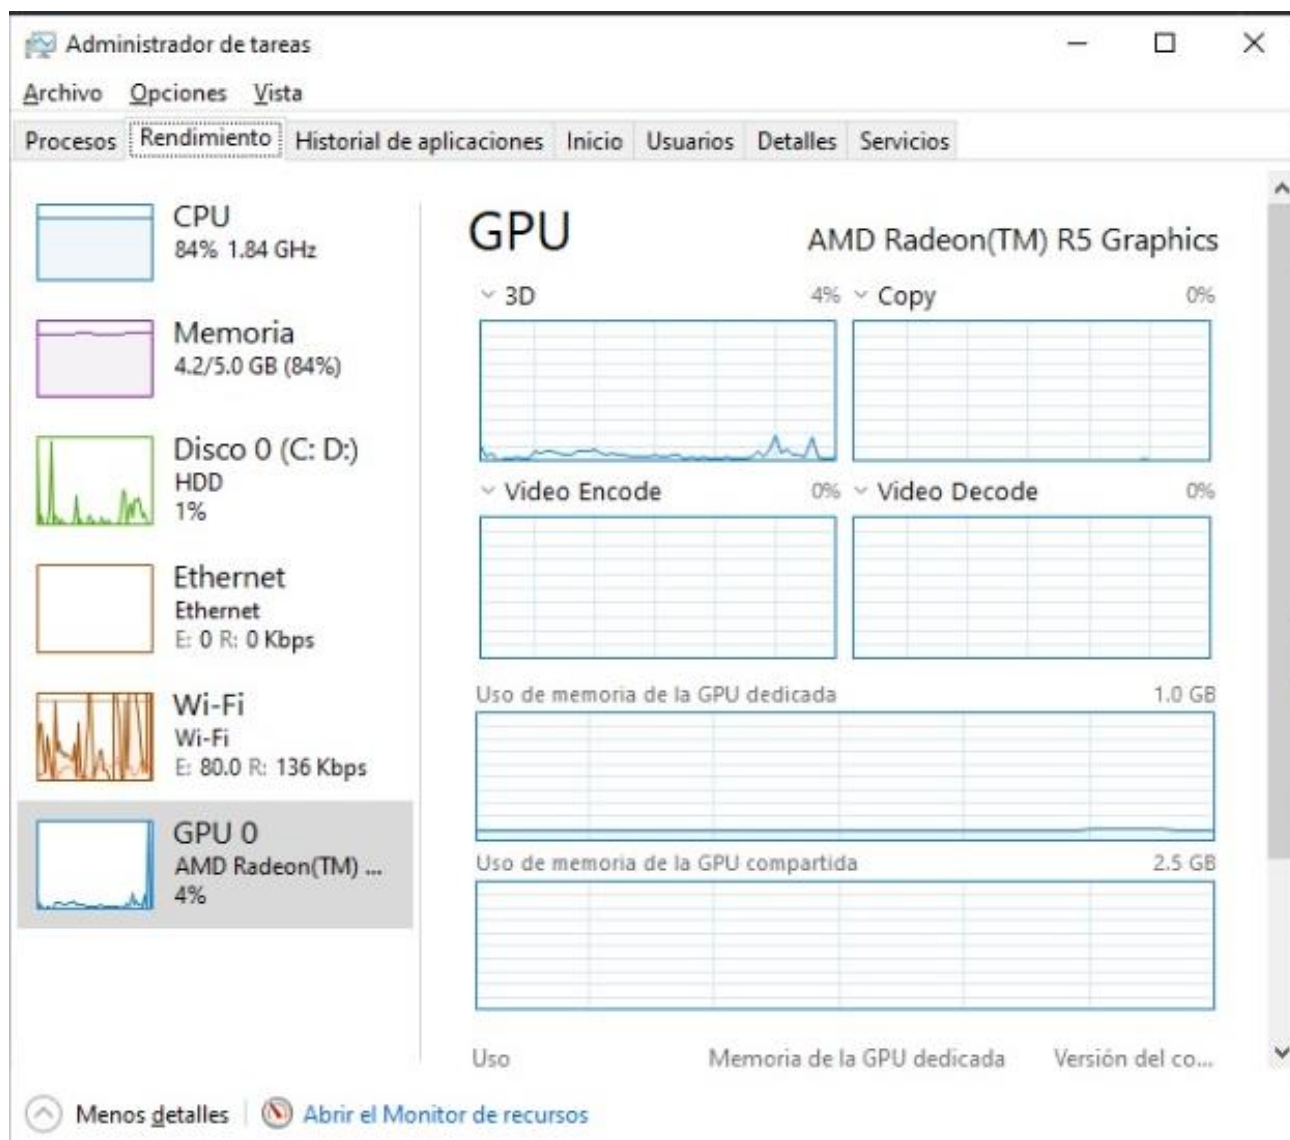 Administrador de tareas
Archivo Opciones Vista
Procesos Rendimiento Historial de aplicaciones Inicio Usuarios Detalles Servicios
CPU
84% 1.84 GHz
Memoria
4.2/5.0 GB (84%)
Disco 0 (C: D:)
HDD
1%
Ethernet
Ethernet
E: 0 R: 0 Kbps
Wi-Fi
Wi-Fi
E: 80.0 R: 136 Kbps
GPU 0
AMD Radeon(TM) ...
4%
GPU AMD Radeon(TM) R5 Graphics
3D 4% Copy 0%
Video Encode 0% Video Decode 0%
Uso de memoria de la GPU dedicada 1.0 GB
Uso de memoria de la GPU compartida 2.5 GB
Uso Memoria de la GPU dedicada Versión del co...
Menos detalles Abrir el Monitor de recursos